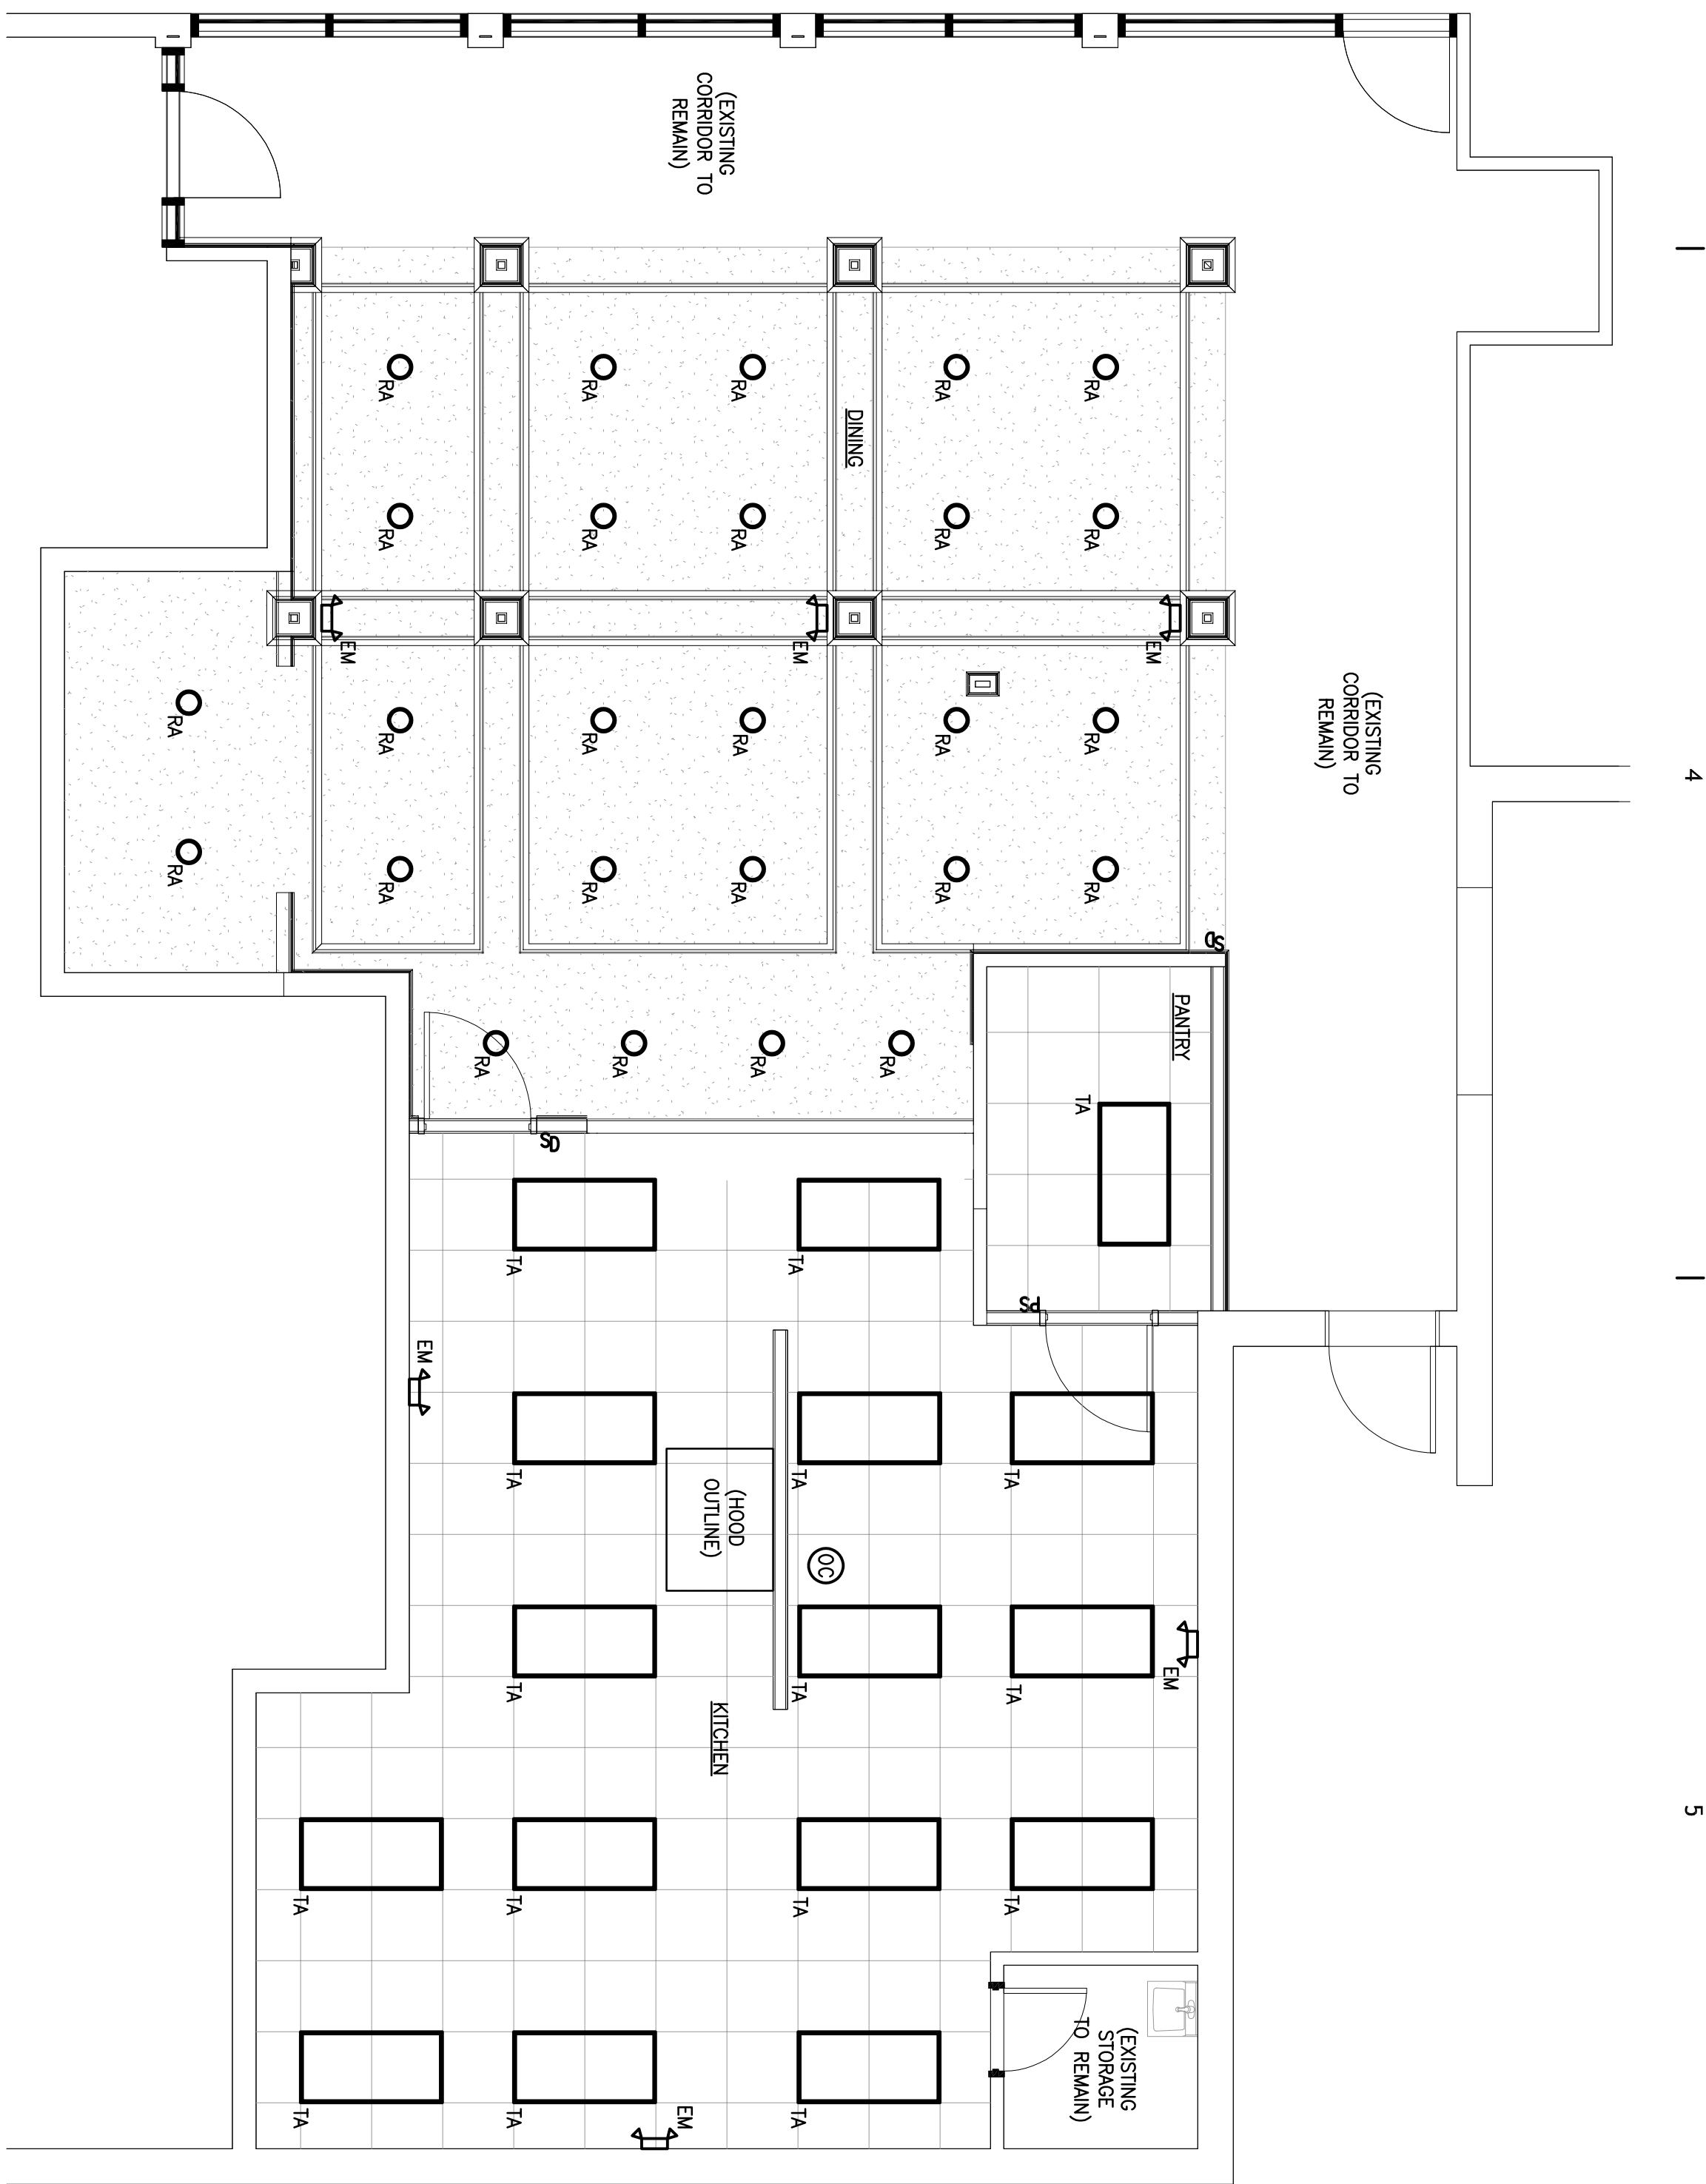 4
5
(EXISTING
CORRIDOR TO
REMAIN)
SD
PANTRY
EM
EM
(EXISTING
STORAGE
TO REMAIN)
RA
RA
RA
RA
TA
SP
TA
TA
TA
RA
RA
RA
RA
RA
DINING
OC
EM
TA
TA
TA
TA
TA
RA
RA
RA
RA
RA
(HOOD
OUTLINE)
KITCHEN
(EXISTING
CORRIDOR TO
REMAIN)
EM
RA
RA
RA
RA
RA
SD
TA
TA
TA
TA
TA
RA
EM
RA
RA
RA
RA
EM
TA
TA
RA
RA